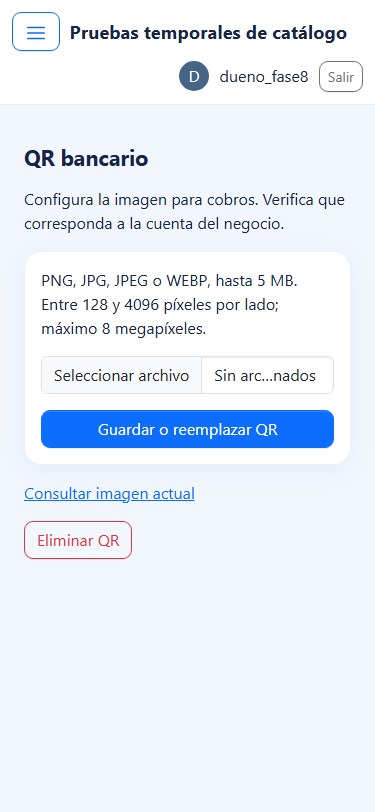 Pruebas temporales de catálogo
D dueno_fase8 Salir
QR bancario
Configura la imagen para cobros. Verifica que
corresponda a la cuenta del negocio.
PNG, JPG, JPEG o WEBP, hasta 5 MB.
Entre 128 y 4096 píxeles por lado;
máximo 8 megapíxeles.
Seleccionar archivo Sin arc...nados
Guardar o reemplazar QR
Consultar imagen actual
Eliminar QR